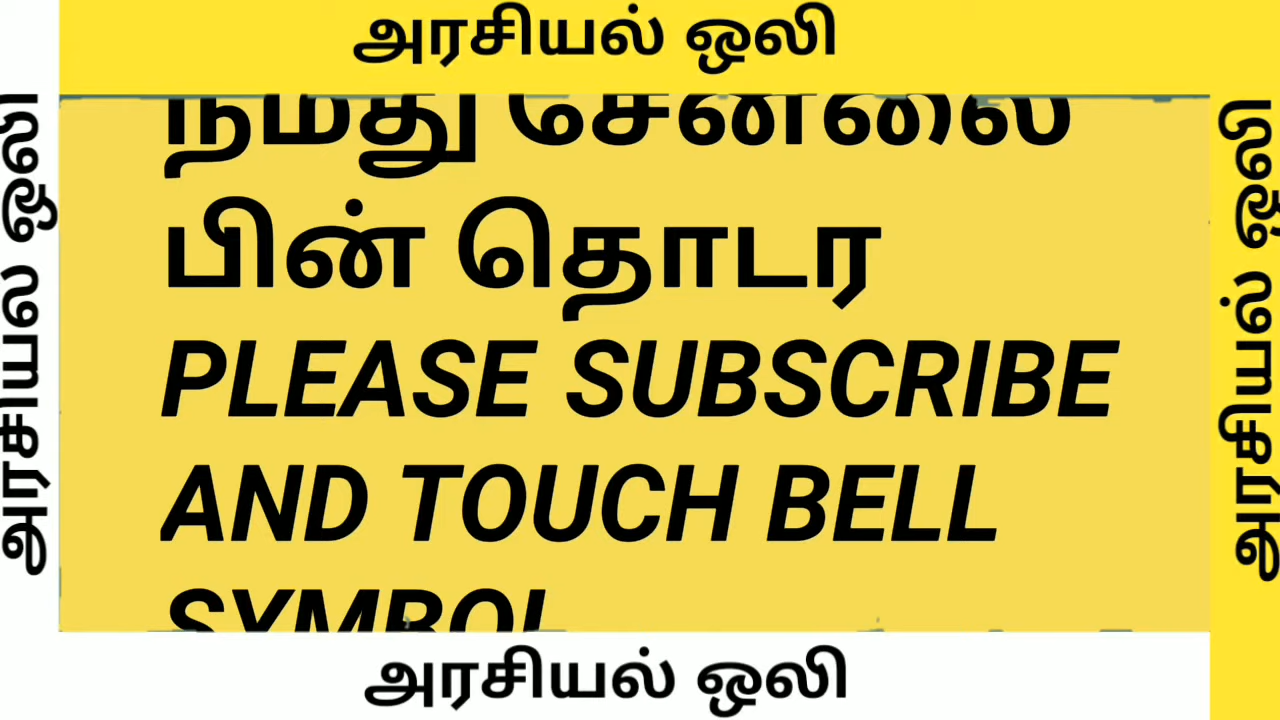 அரசியல் ஒலி
நமது சேனலை
பின் தொடர
PLEASE SUBSCRIBE
AND TOUCH BELL
SYMBOL
அரசியல் ஒலி
அரசியல் ஒலி
அரசியல் ஒலி